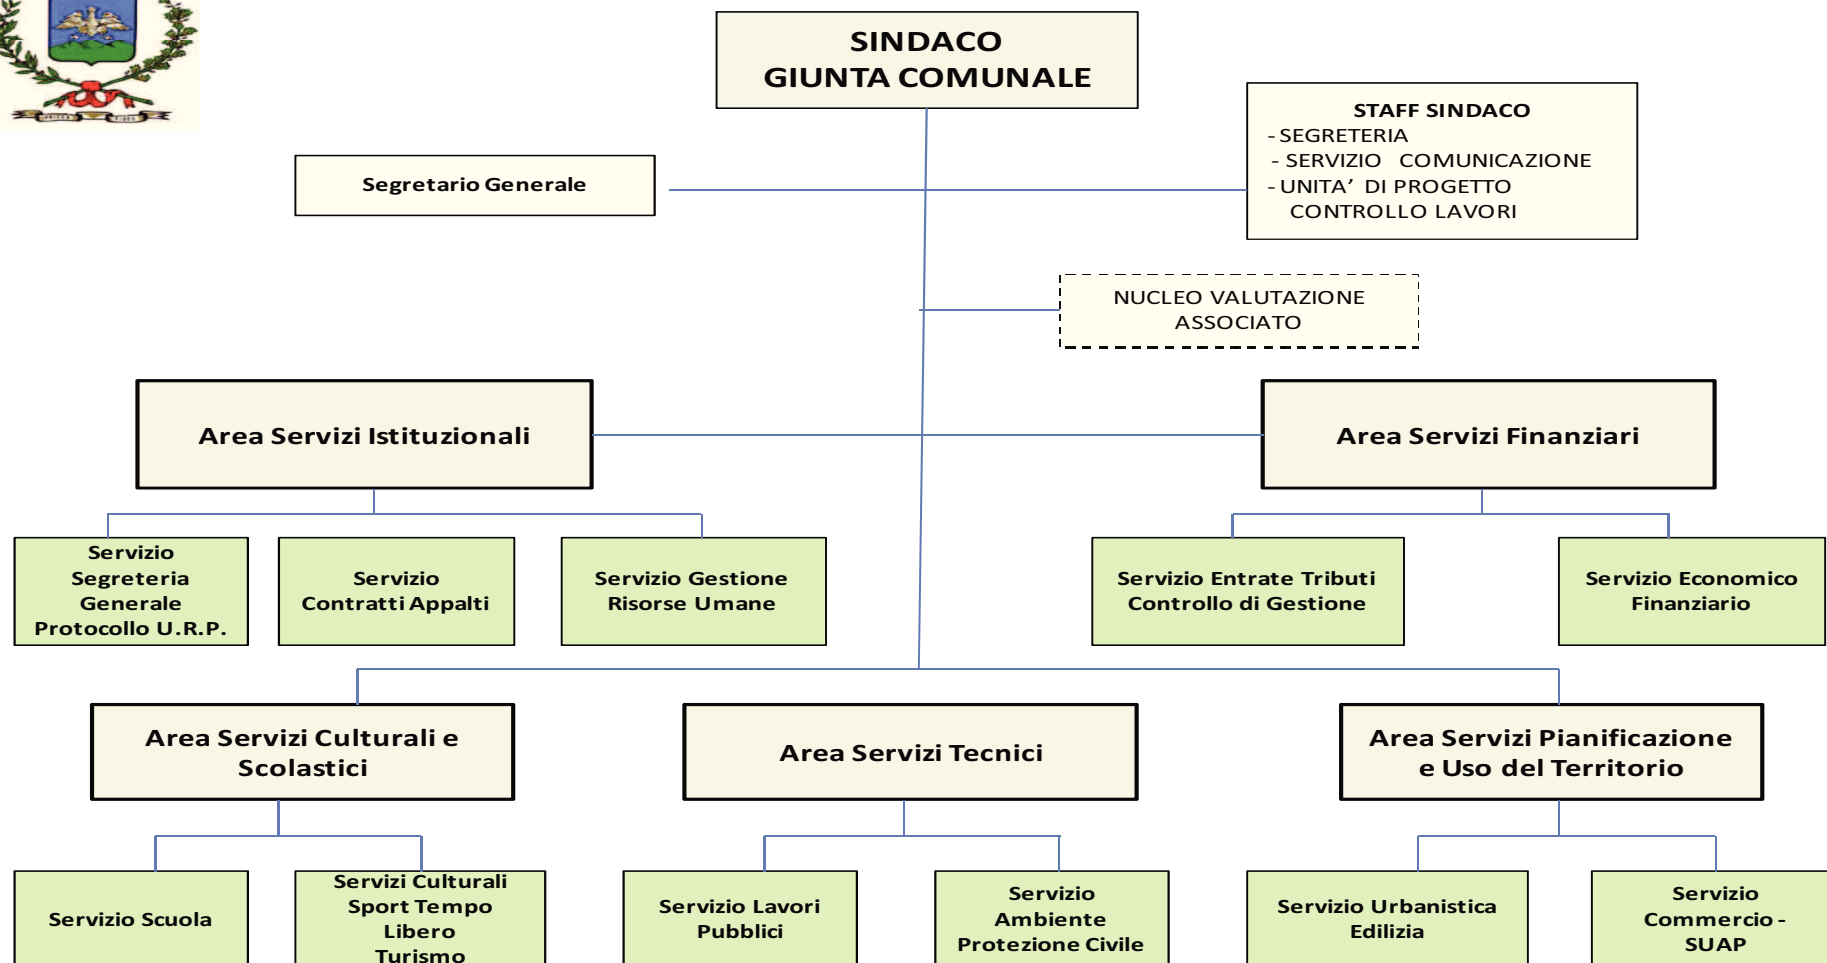 SINDACO
GIUNTA COMUNALE
STAFF SINDACO
- SEGRETERIA
- SERVIZIO COMUNICAZIONE
- UNITA’ DI PROGETTO
CONTROLLO LAVORI
Segretario Generale
NUCLEO VALUTAZIONE
ASSOCIATO
Area Servizi Istituzionali
Area Servizi Finanziari
Servizio
Segreteria
Generale
Protocollo U.R.P.
Servizio
Contratti Appalti
Servizio Gestione
Risorse Umane
Servizio Entrate Tributi
Controllo di Gestione
Servizio Economico
Finanziario
Area Servizi Culturali e
Scolastici
Area Servizi Tecnici
Area Servizi Pianificazione
e Uso del Territorio
Servizio Scuola
Servizi Culturali
Sport Tempo
Libero
Turismo
Servizio Lavori
Pubblici
Servizio
Ambiente
Protezione Civile
Servizio Urbanistica
Edilizia
Servizio
Commercio -
SUAP